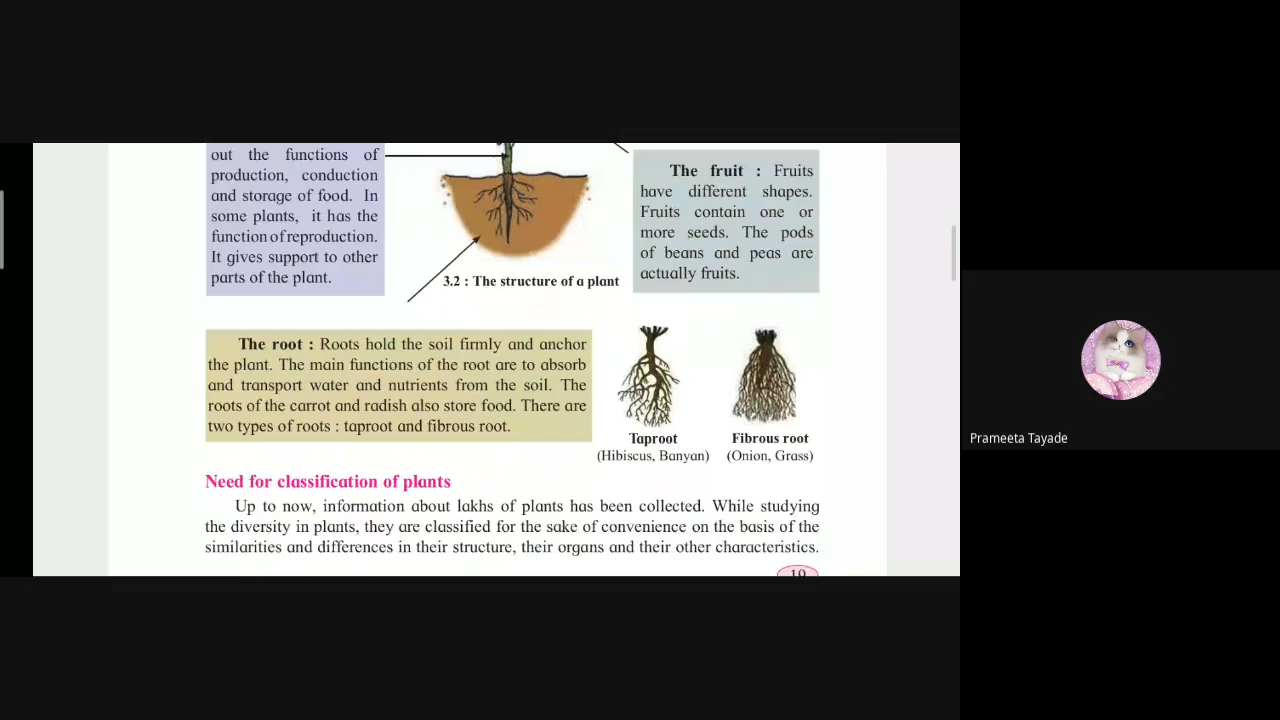 out the functions of
production, conduction
and storage of food. In
some plants, it has the
function of reproduction.
It gives support to other
parts of the plant.
3.2 : The structure of a plant
The fruit : Fruits
have different shapes.
Fruits contain one or
more seeds. The pods
of beans and peas are
actually fruits.
The root : Roots hold the soil firmly and anchor
the plant. The main functions of the root are to absorb
and transport water and nutrients from the soil. The
roots of the carrot and radish also store food. There are
two types of roots : taproot and fibrous root.
Taproot
(Hibiscus, Banyan)
Fibrous root
(Onion, Grass)
Need for classification of plants
Up to now, information about lakhs of plants has been collected. While studying
the diversity in plants, they are classified for the sake of convenience on the basis of the
similarities and differences in their structure, their organs and their other characteristics.
19
Prameeta Tayade